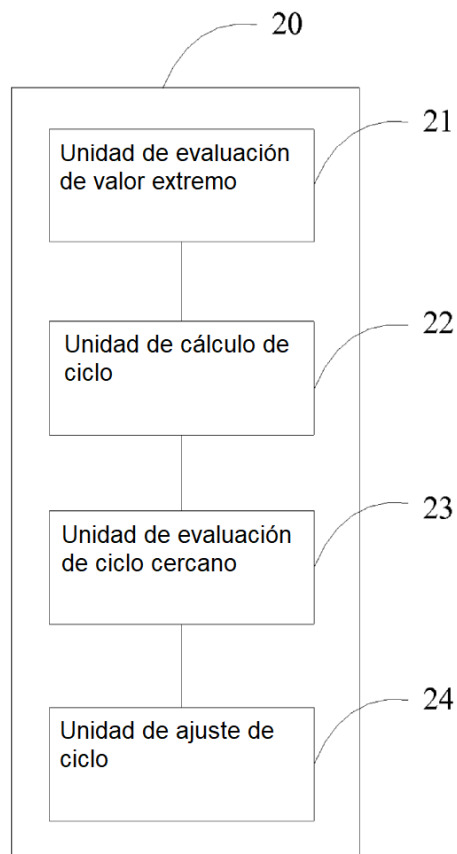 20
21
Unidad de evaluación
de valor extremo
22
Unidad de cálculo de
ciclo
23
Unidad de evaluación
de ciclo cercano
24
Unidad de ajuste de
ciclo